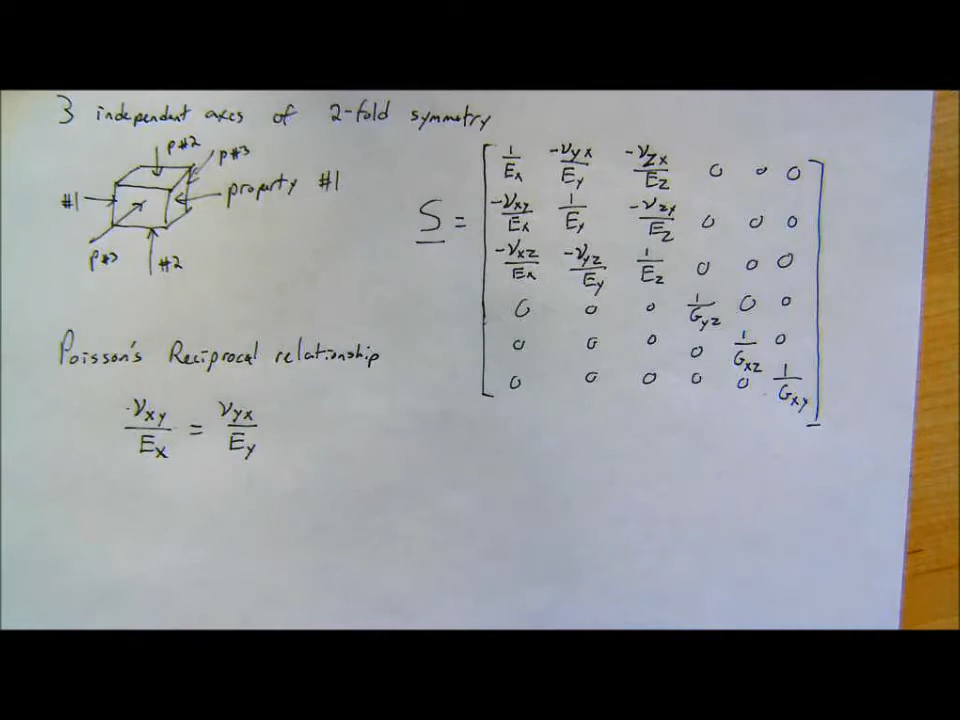 3 independent axes of 2-fold symmetry
p#2
p#3
property #1
#1
p#3
#2
S =
1/Ex -νyx/Ey -νzx/Ez 0 0 0
-νxy/Ex 1/Ey -νzy/Ez 0 0 0
-νxz/Ex -νyz/Ey 1/Ez 0 0 0
0 0 0 1/Gyz 0 0
0 0 0 0 1/Gxz 0
0 0 0 0 0 1/Gxy
Poisson's Reciprocal relationship
νxy/Ex = νyx/Ey